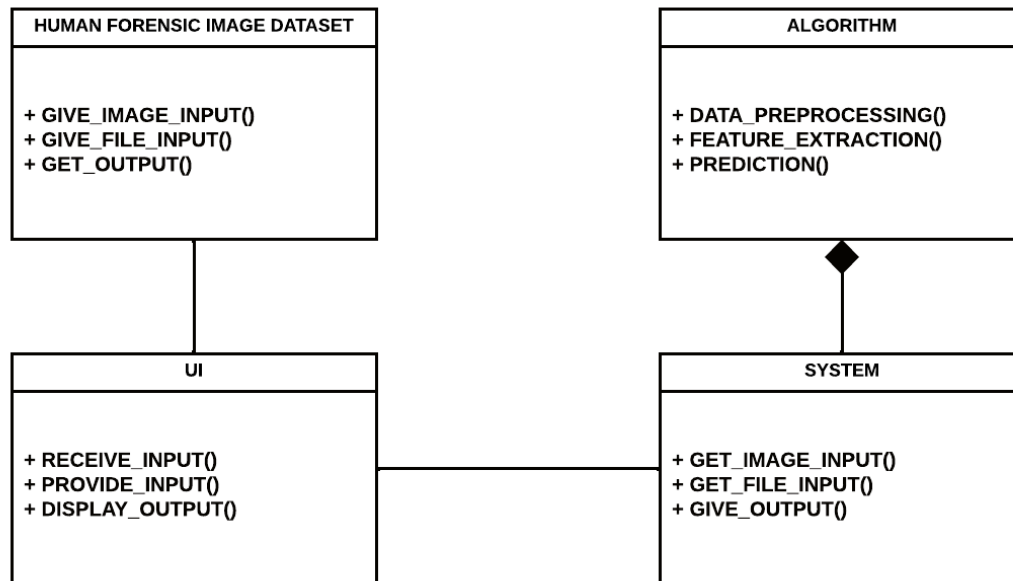 HUMAN FORENSIC IMAGE DATASET
+ GIVE_IMAGE_INPUT()
+ GIVE_FILE_INPUT()
+ GET_OUTPUT()
ALGORITHM
+ DATA_PREPROCESSING()
+ FEATURE_EXTRACTION()
+ PREDICTION()
UI
+ RECEIVE_INPUT()
+ PROVIDE_INPUT()
+ DISPLAY_OUTPUT()
SYSTEM
+ GET_IMAGE_INPUT()
+ GET_FILE_INPUT()
+ GIVE_OUTPUT()